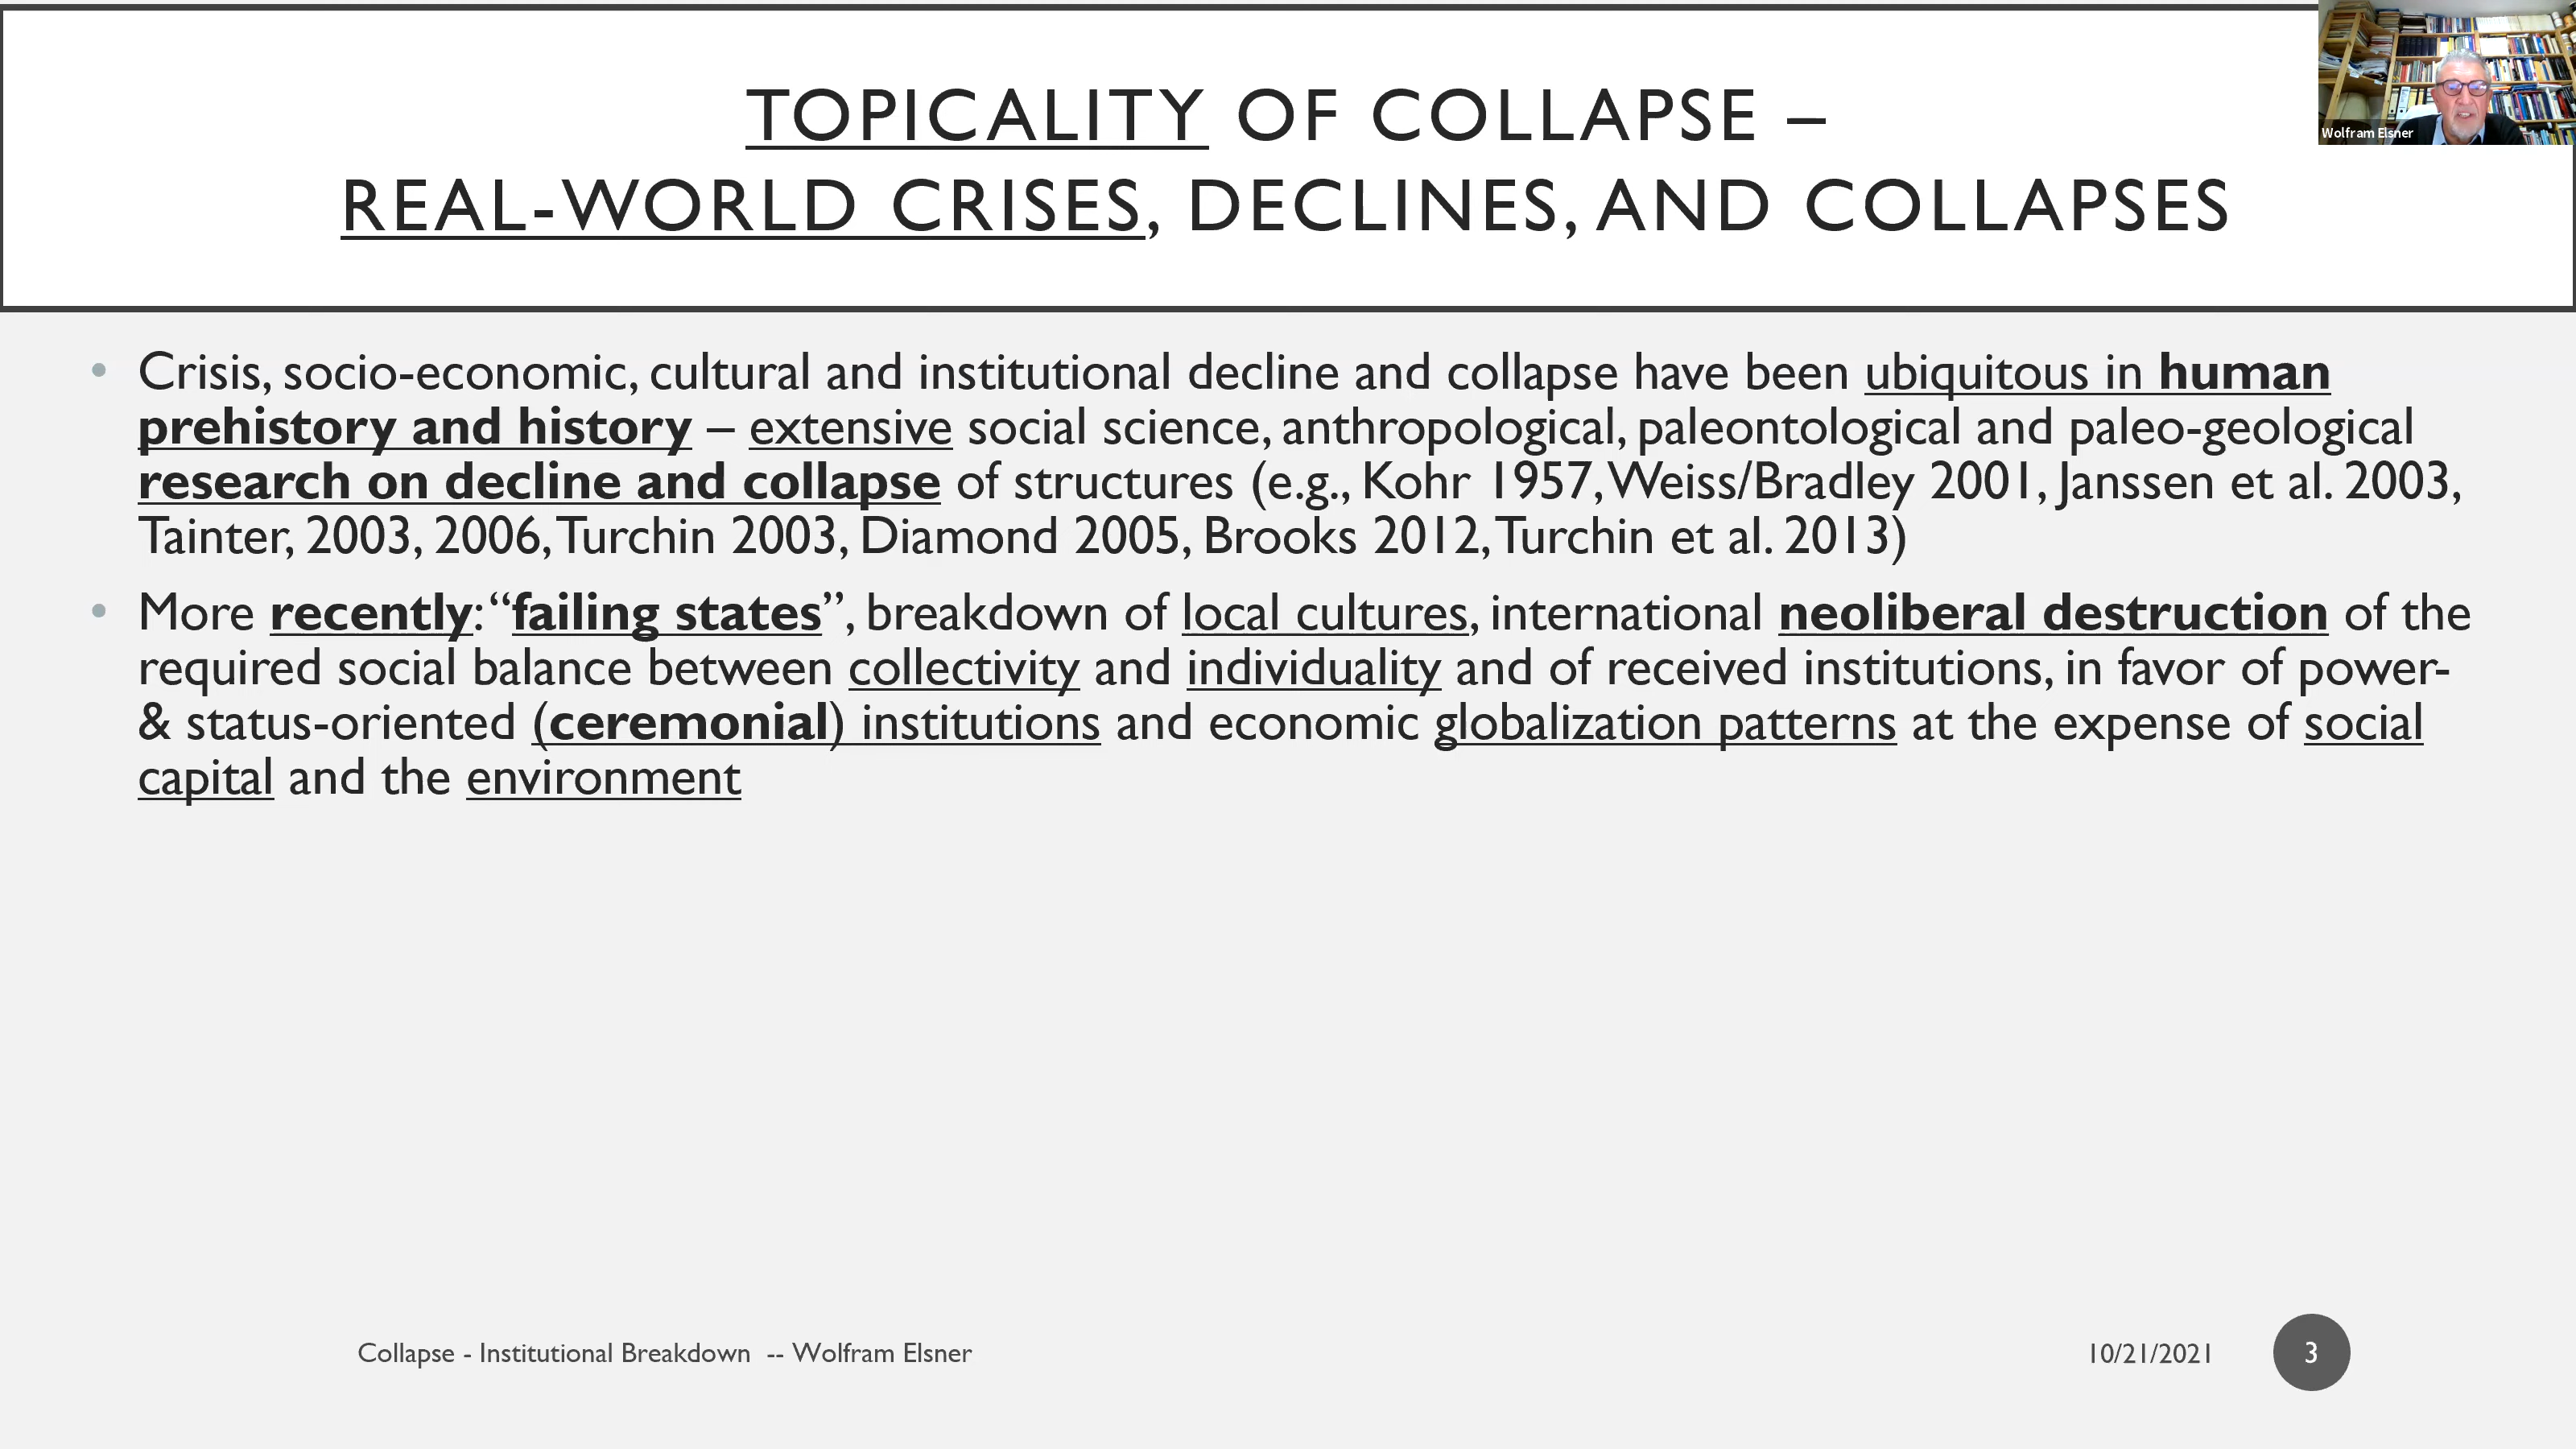 TOPICALITY OF COLLAPSE –
REAL-WORLD CRISES, DECLINES, AND COLLAPSES
Wolfram Elsner
• Crisis, socio-economic, cultural and institutional decline and collapse have been ubiquitous in human
prehistory and history – extensive social science, anthropological, paleontological and paleo-geological
research on decline and collapse of structures (e.g., Kohr 1957, Weiss/Bradley 2001, Janssen et al. 2003,
Tainter, 2003, 2006, Turchin 2003, Diamond 2005, Brooks 2012, Turchin et al. 2013)
• More recently: “failing states”, breakdown of local cultures, international neoliberal destruction of the
required social balance between collectivity and individuality and of received institutions, in favor of power-
& status-oriented (ceremonial) institutions and economic globalization patterns at the expense of social
capital and the environment
Collapse - Institutional Breakdown -- Wolfram Elsner
10/21/2021
3